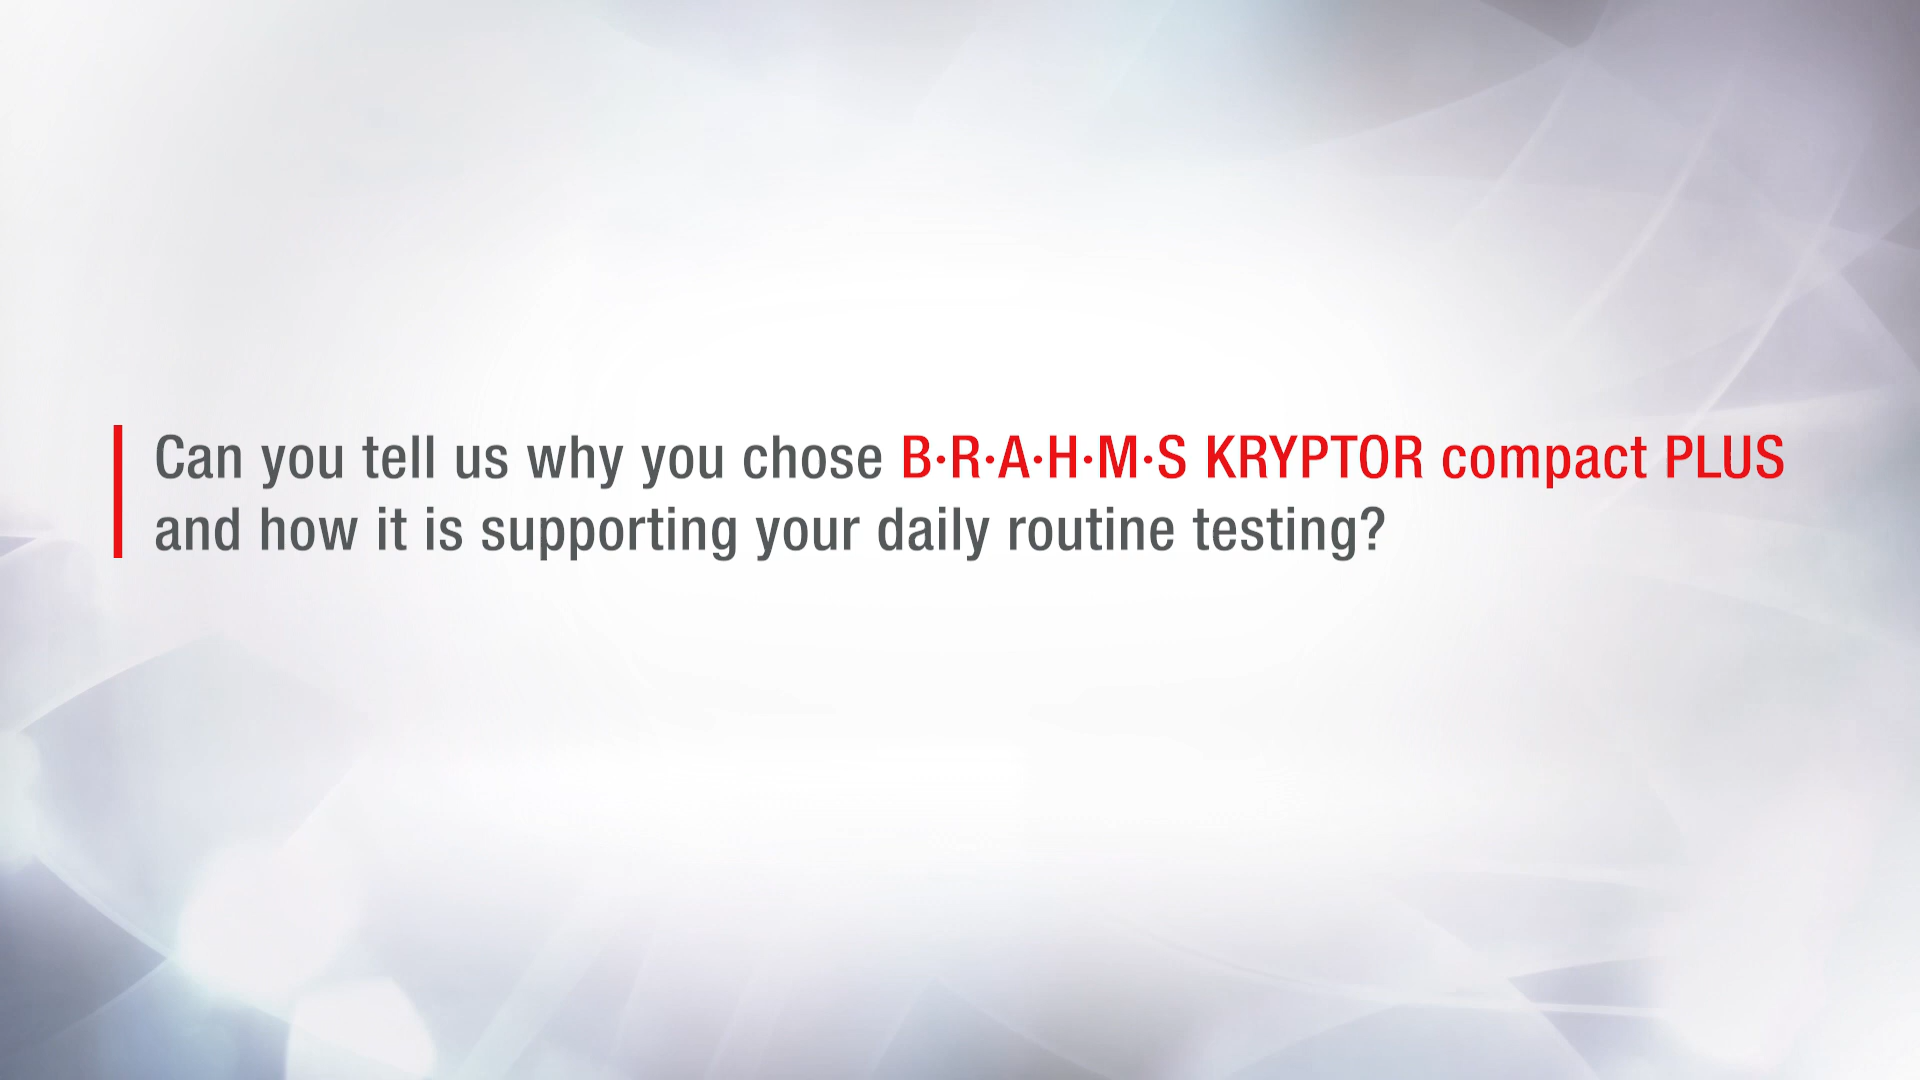 Can you tell us why you chose B·R·A·H·M·S KRYPTOR compact PLUS
and how it is supporting your daily routine testing?